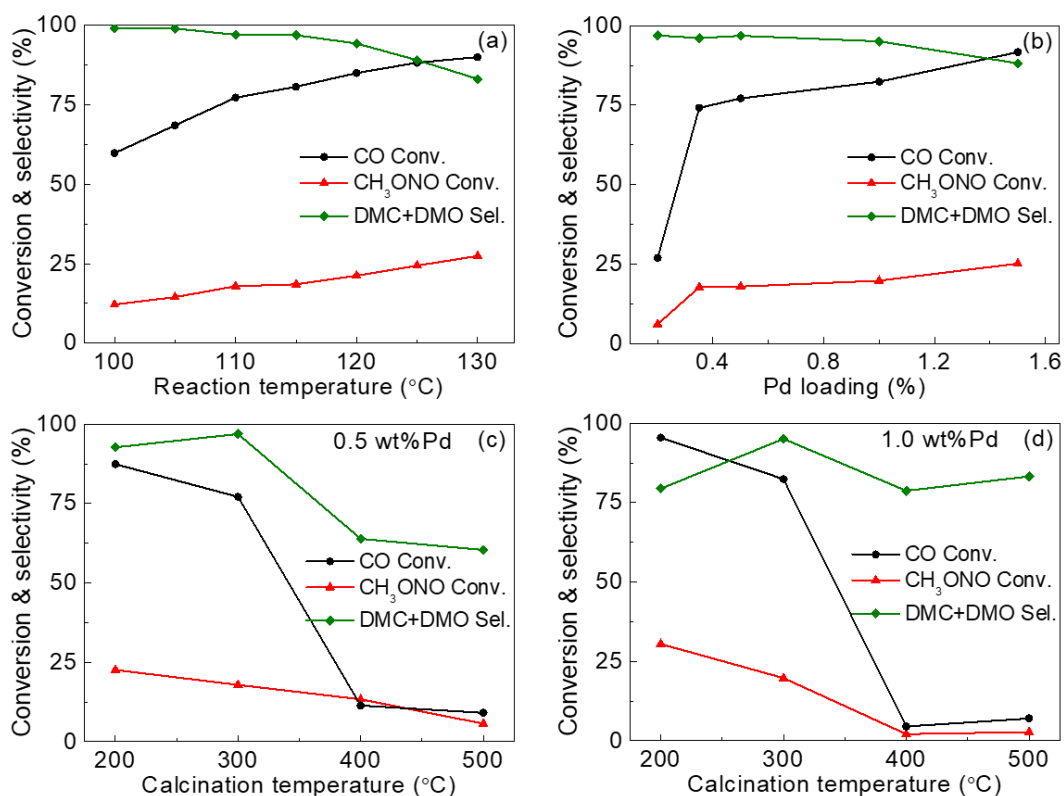 Conversion & selectivity (%)
100
75
50
25
0
(a)
CO Conv.
CH₃ONO Conv.
DMC+DMO Sel.
100
110
120
130
Reaction temperature (°C)
Conversion & selectivity (%)
100
75
50
25
0
(b)
CO Conv.
CH₃ONO Conv.
DMC+DMO Sel.
0.4
0.8
1.2
1.6
Pd loading (%)
Conversion & selectivity (%)
100
75
50
25
0
0.5 wt%Pd
(c)
CO Conv.
CH₃ONO Conv.
DMC+DMO Sel.
200
300
400
500
Calcination temperature (°C)
Conversion & selectivity (%)
100
75
50
25
0
1.0 wt%Pd
(d)
CO Conv.
CH₃ONO Conv.
DMC+DMO Sel.
200
300
400
500
Calcination temperature (°C)